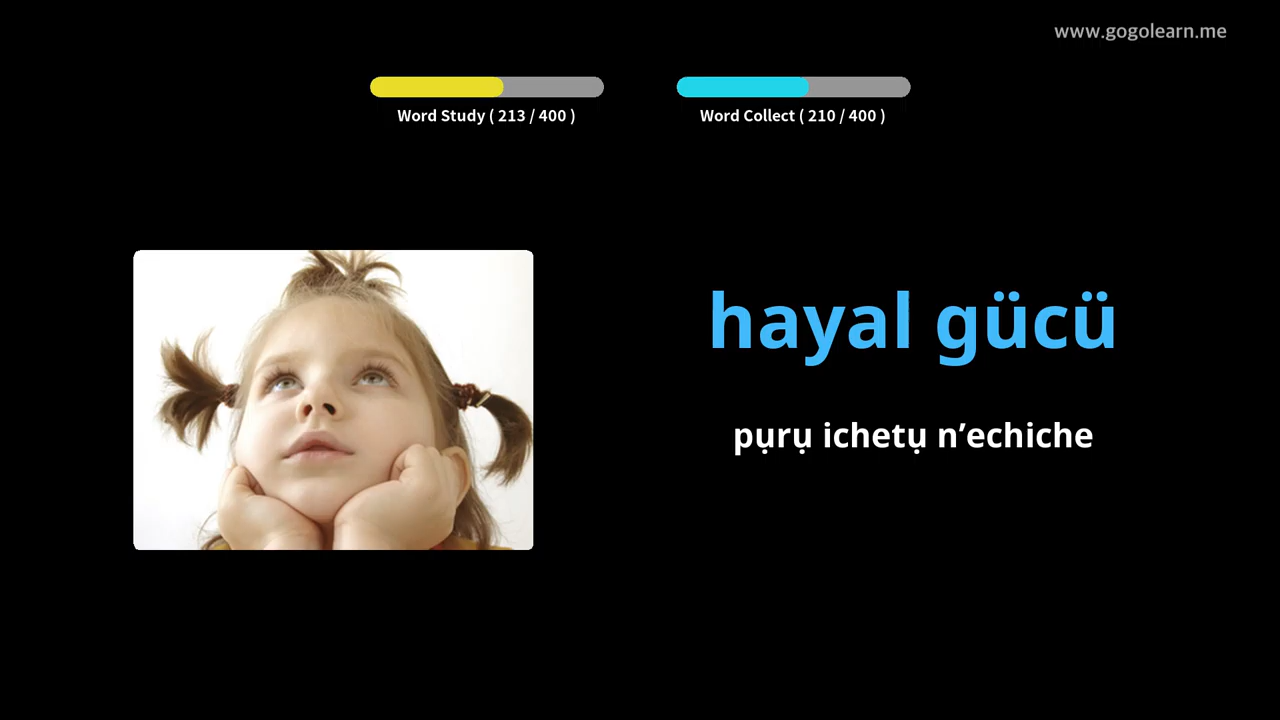 www.gogolearn.me
Word Study ( 213 / 400 )
Word Collect ( 210 / 400 )
hayal gücü
pụrụ ichetụ n’echiche